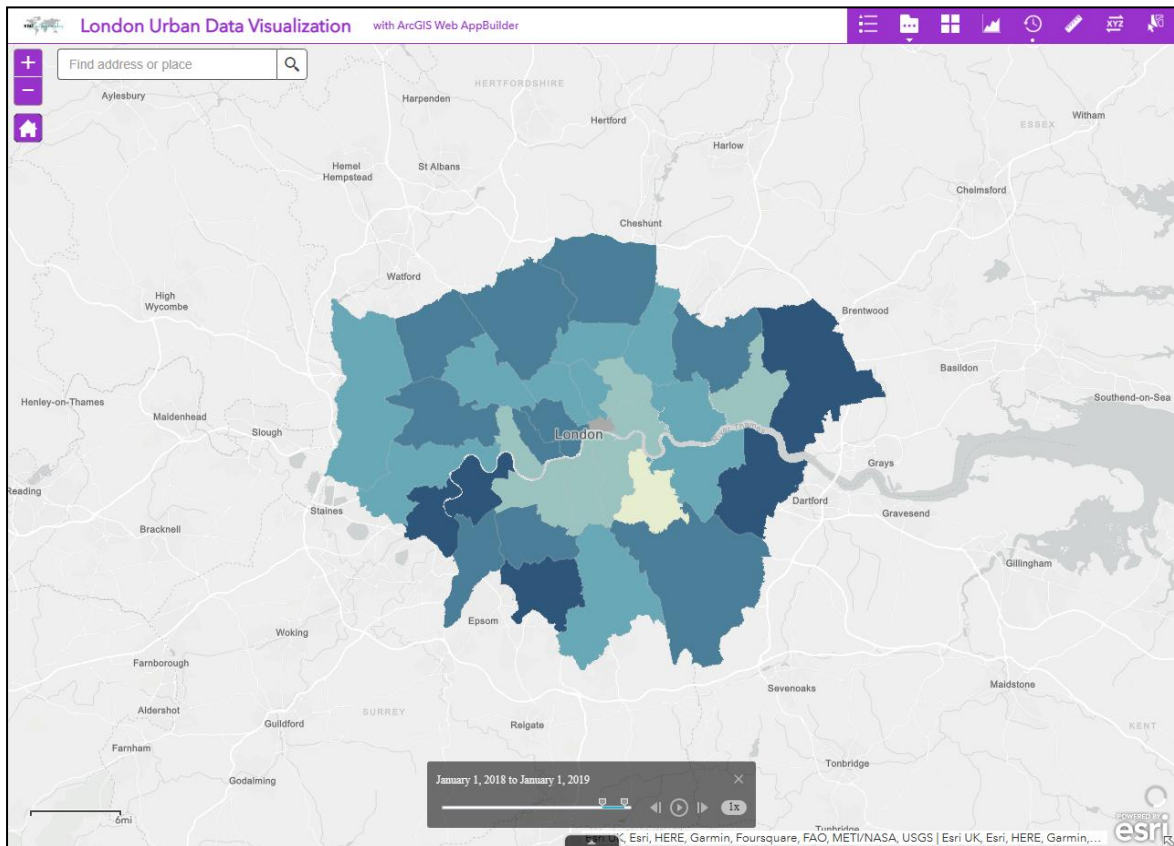 London Urban Data Visualization with ArcGIS Web AppBuilder
XYZ
+
Find address or place
−
HERTFORDSHIRE
Aylesbury
Harpenden
Witham
Hertford
ESSEX
Harlow
Hemel
Hempstead
St Albans
Chelmsford
Cheshunt
Watford
High
Wycombe
Brentwood
Basildon
Henley-on-Thames
Southend-on-Sea
Maidenhead
Slough
London
Grays
Reading
Staines
Dartford
Gravesend
Bracknell
Gillingham
Epsom
Woking
Farnborough
Sevenoaks
Maidstone
Aldershot
SURREY
Guildford
Reigate
KENT
Farnham
Tonbridge
Godalming
January 1, 2018 to January 1, 2019
1x
6mi
Tunbridge
POWERED BY
esri
Esri UK, Esri, HERE, Garmin, Foursquare, FAO, METI/NASA, USGS | Esri UK, Esri, HERE, Garmin,...